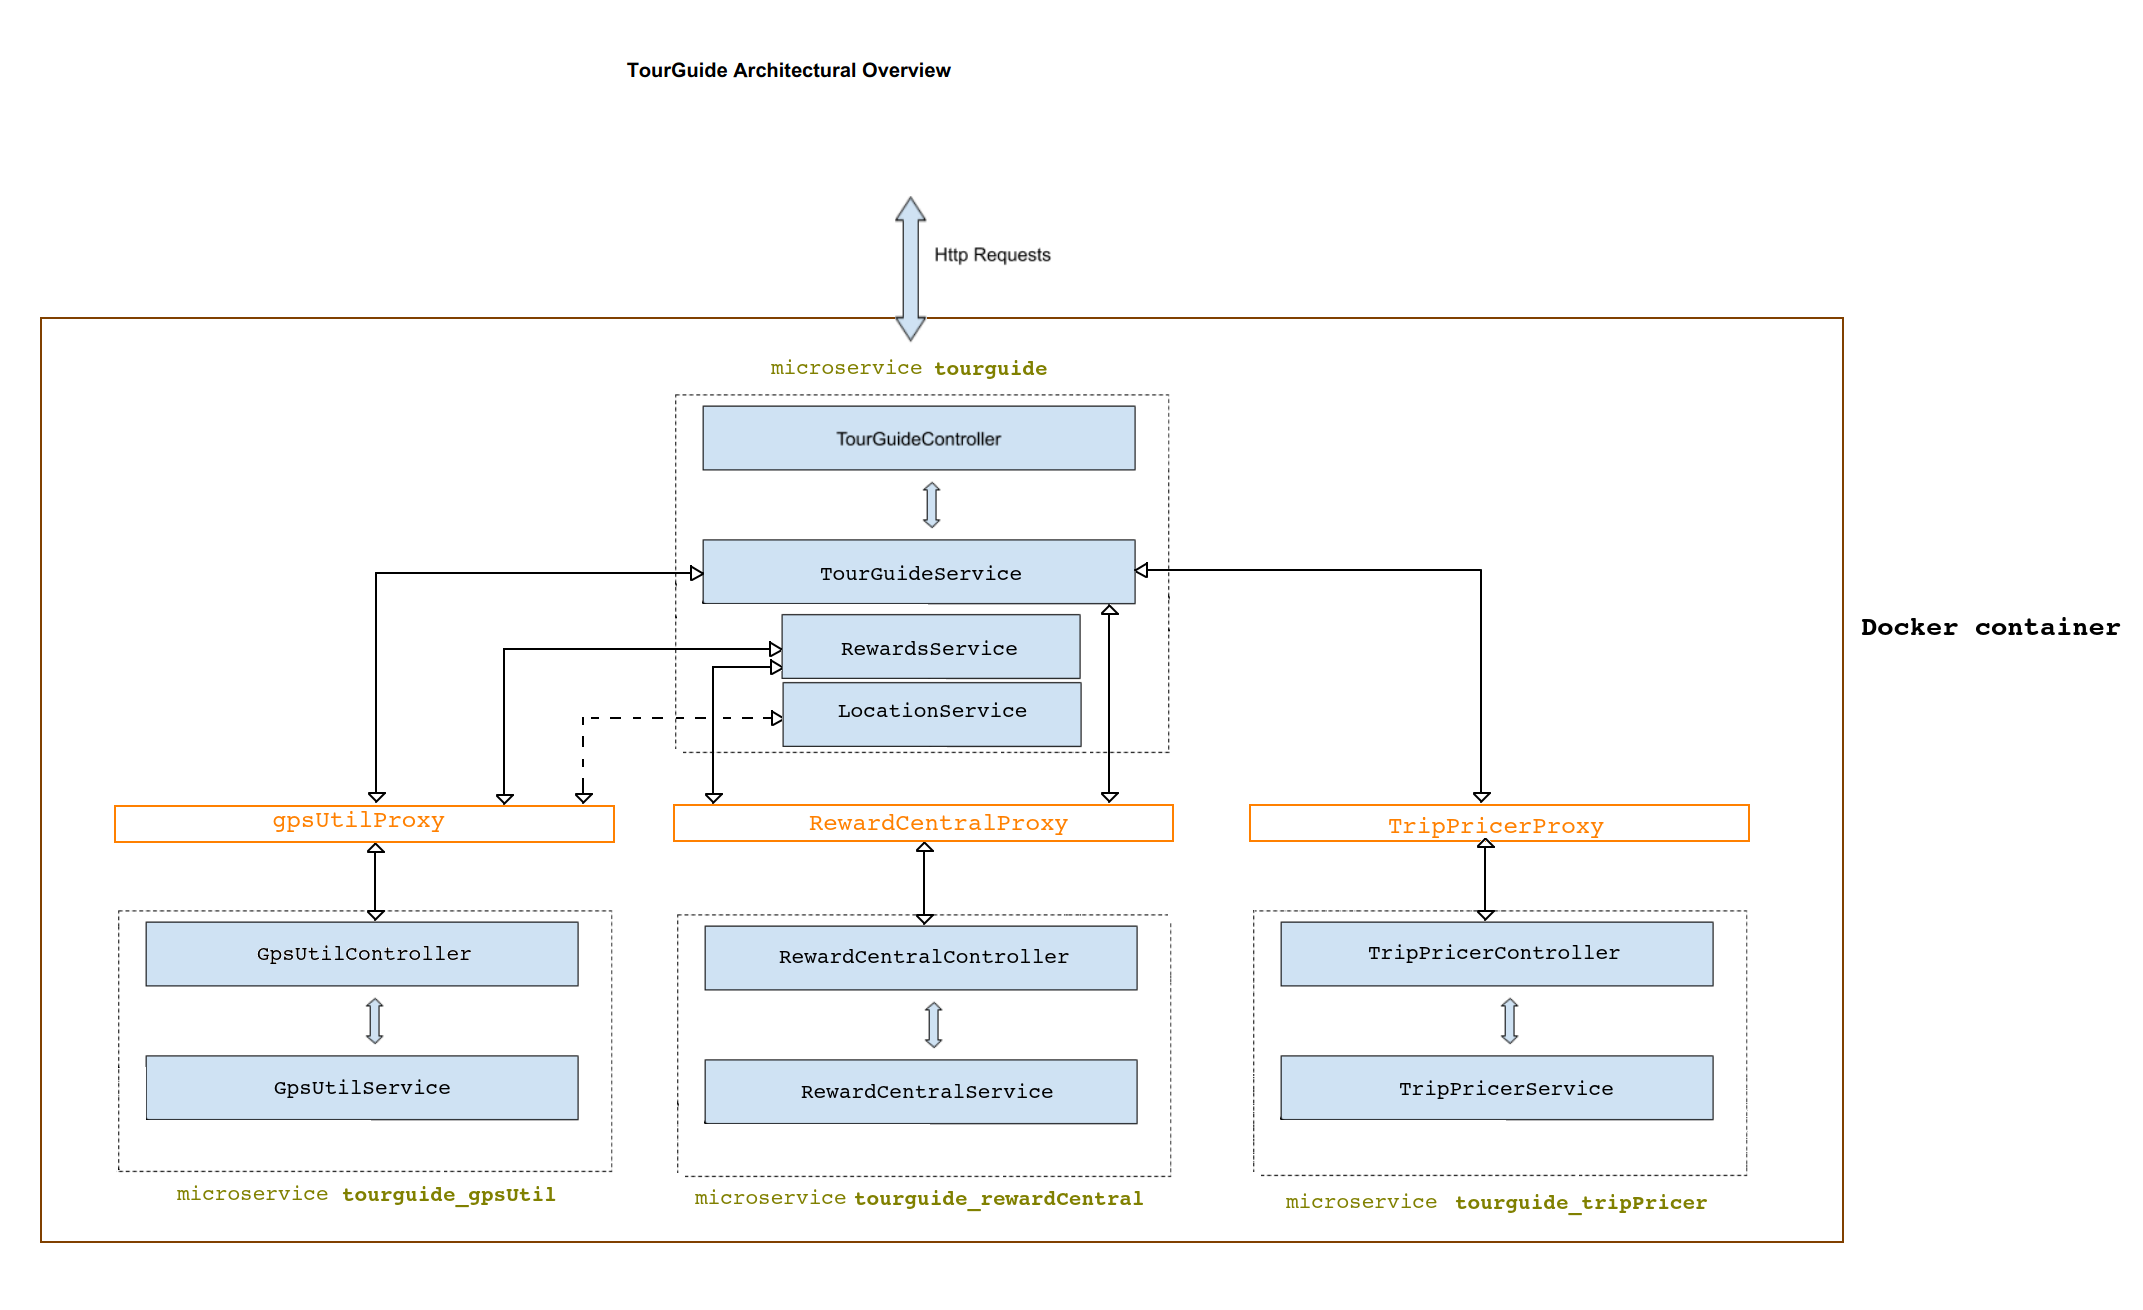 TourGuide Architectural Overview
Http Requests
microservice tourguide
TourGuideController
TourGuideService
RewardsService
LocationService
Docker container
gpsUtilProxy
RewardCentralProxy
TripPricerProxy
GpsUtilController
RewardCentralController
TripPricerController
GpsUtilService
RewardCentralService
TripPricerService
microservice tourguide_gpsUtil
microservice tourguide_rewardCentral
microservice tourguide_tripPricer